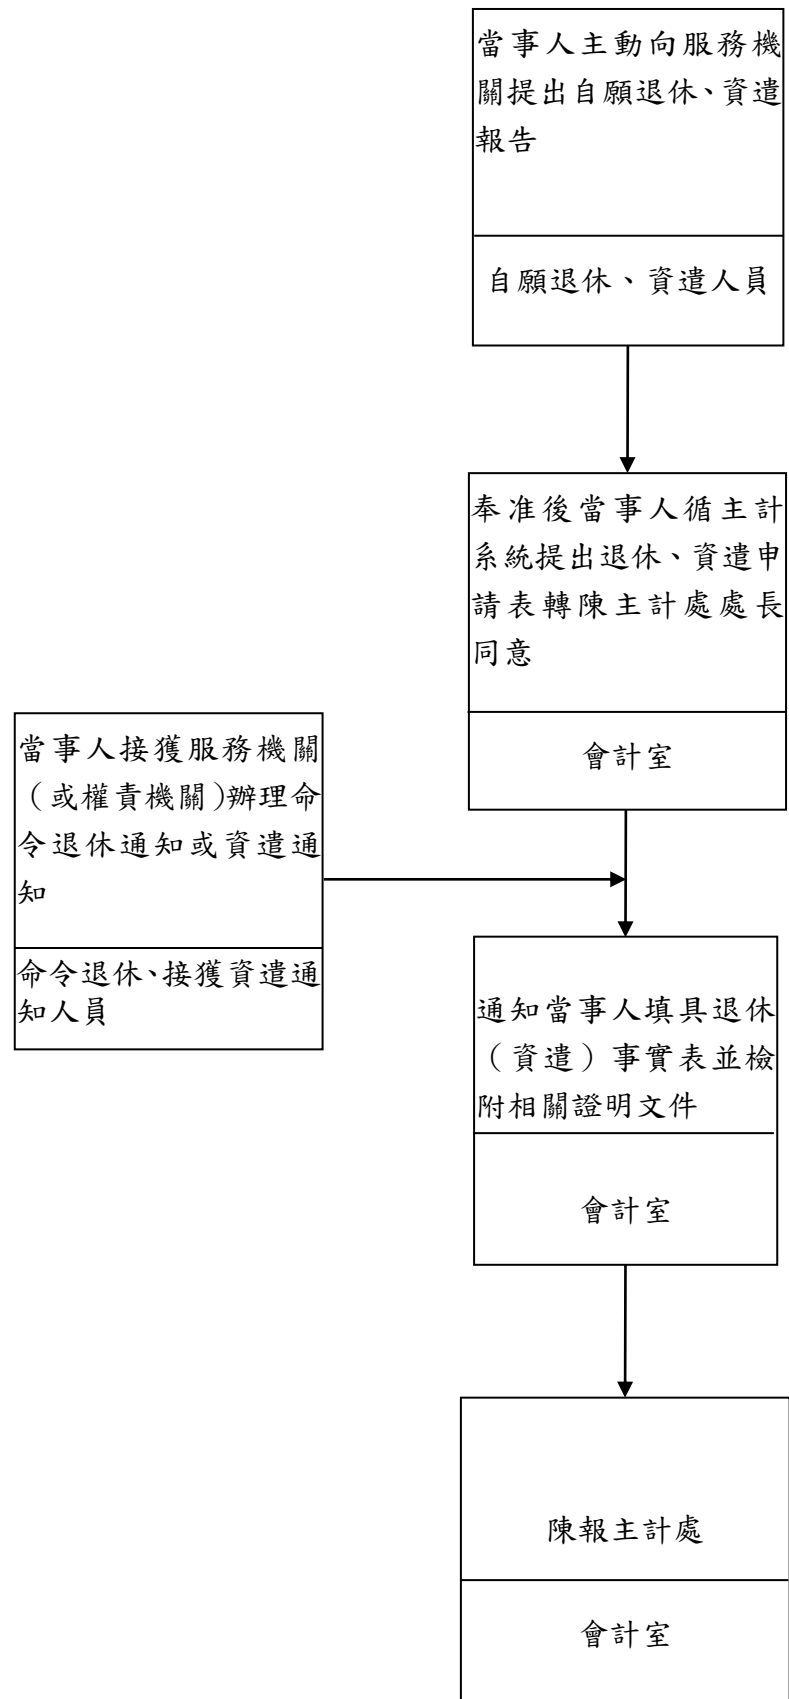 當事人主動向服務機
關提出自願退休、資遣
報告
自願退休、資遣人員
奉准後當事人循主計
系統提出退休、資遣申
請表轉陳主計處處長
同意
會計室
當事人接獲服務機關
（或權責機關）辦理命
令退休通知或資遣通
知
命令退休、接獲資遣通
知人員
通知當事人填具退休
（資遣）事實表並檢
附相關證明文件
會計室
陳報主計處
會計室